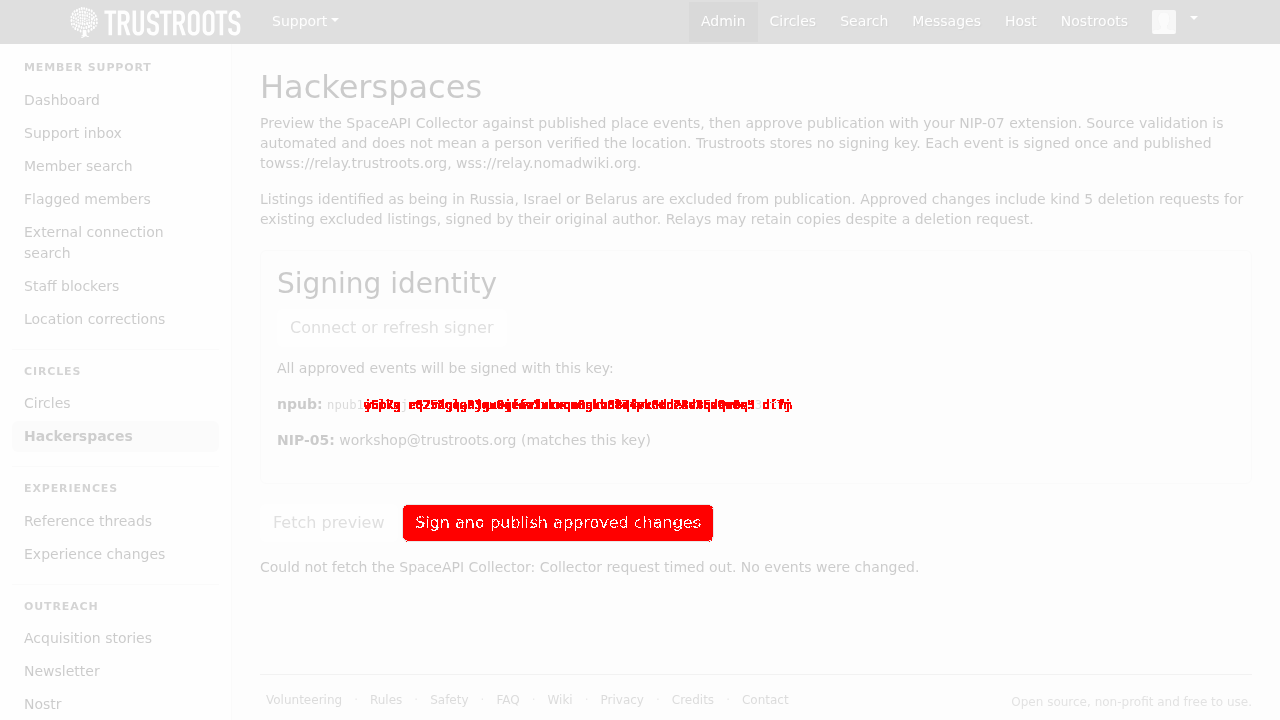 TRUSTROOTS
Support
Admin
Circles
Search
Messages
Host
Nostroots
MEMBER SUPPORT
Dashboard
Support inbox
Member search
Flagged members
External connection
search
Staff blockers
Location corrections
CIRCLES
Circles
Hackerspaces
EXPERIENCES
Reference threads
Experience changes
OUTREACH
Acquisition stories
Newsletter
Nostr
Hackerspaces
Preview the SpaceAPI Collector against published place events, then approve publication with your NIP-07 extension. Source validation is
automated and does not mean a person verified the location. Trustroots stores no signing key. Each event is signed once and published
towss://relay.trustroots.org, wss://relay.nomadwiki.org.
Listings identified as being in Russia, Israel or Belarus are excluded from publication. Approved changes include kind 5 deletion requests for
existing excluded listings, signed by their original author. Relays may retain copies despite a deletion request.
Signing identity
Connect or refresh signer
All approved events will be signed with this key:
npub:
NIP-05: workshop@trustroots.org (matches this key)
Fetch preview
Sign and publish approved changes
Could not fetch the SpaceAPI Collector: Collector request timed out. No events were changed.
Volunteering · Rules · Safety · FAQ · Wiki · Privacy · Credits · Contact
Open source, non-profit and free to use.